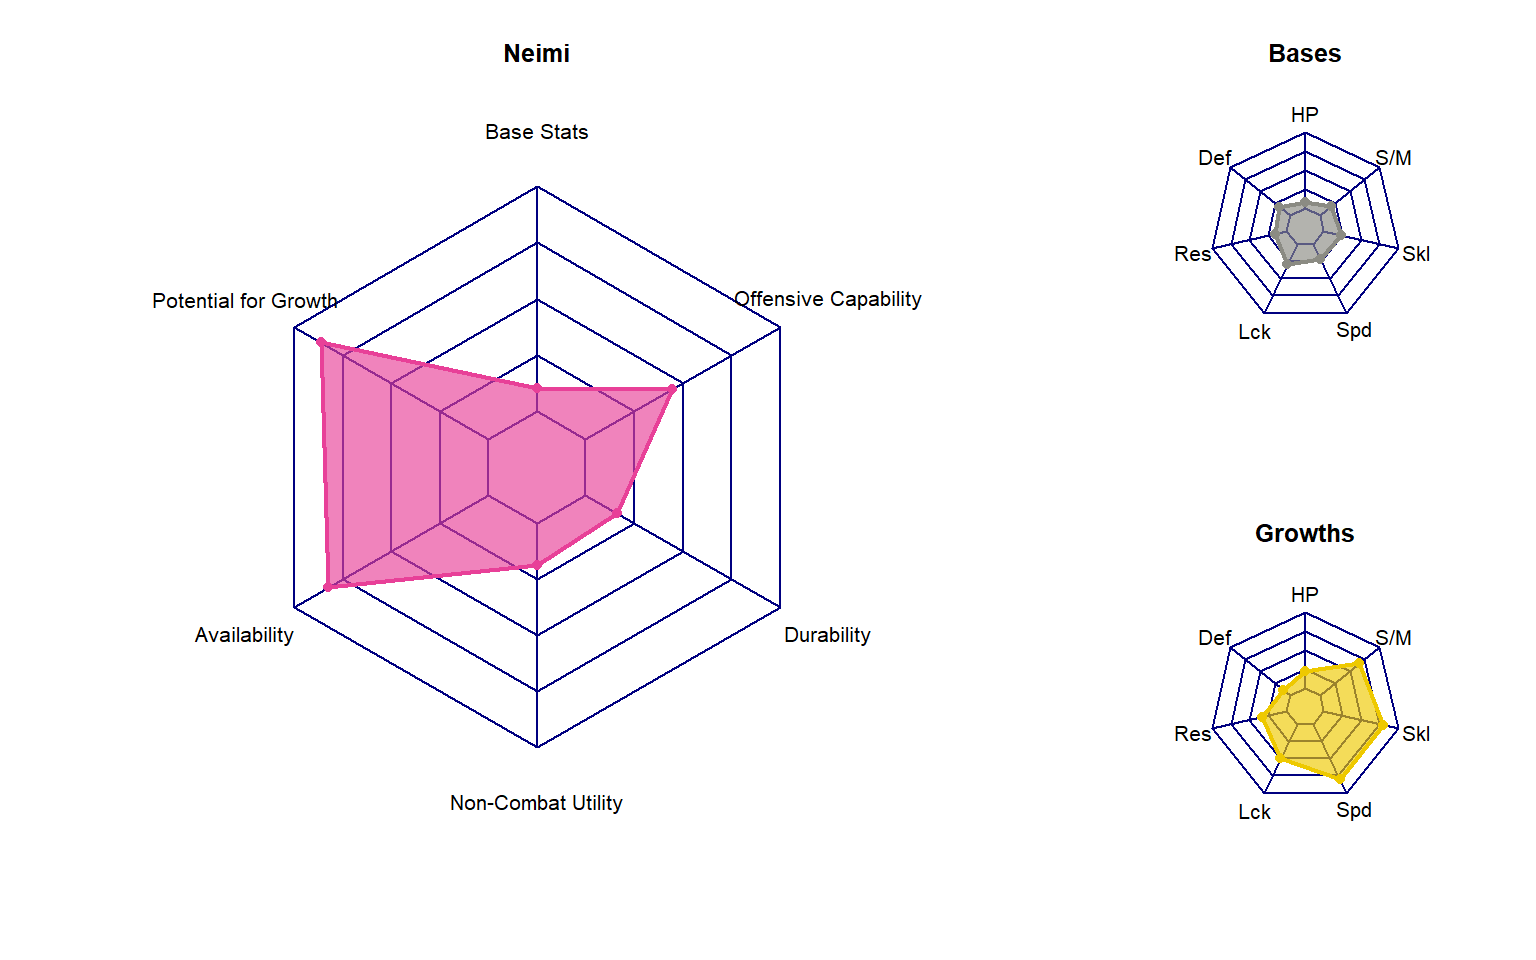 Neimi
Base Stats
Potential for Growth
Offensive Capability
Availability
Durability
Non-Combat Utility
Bases
HP
Def
S/M
Res
Skl
Lck
Spd
Growths
HP
Def
S/M
Res
Skl
Lck
Spd